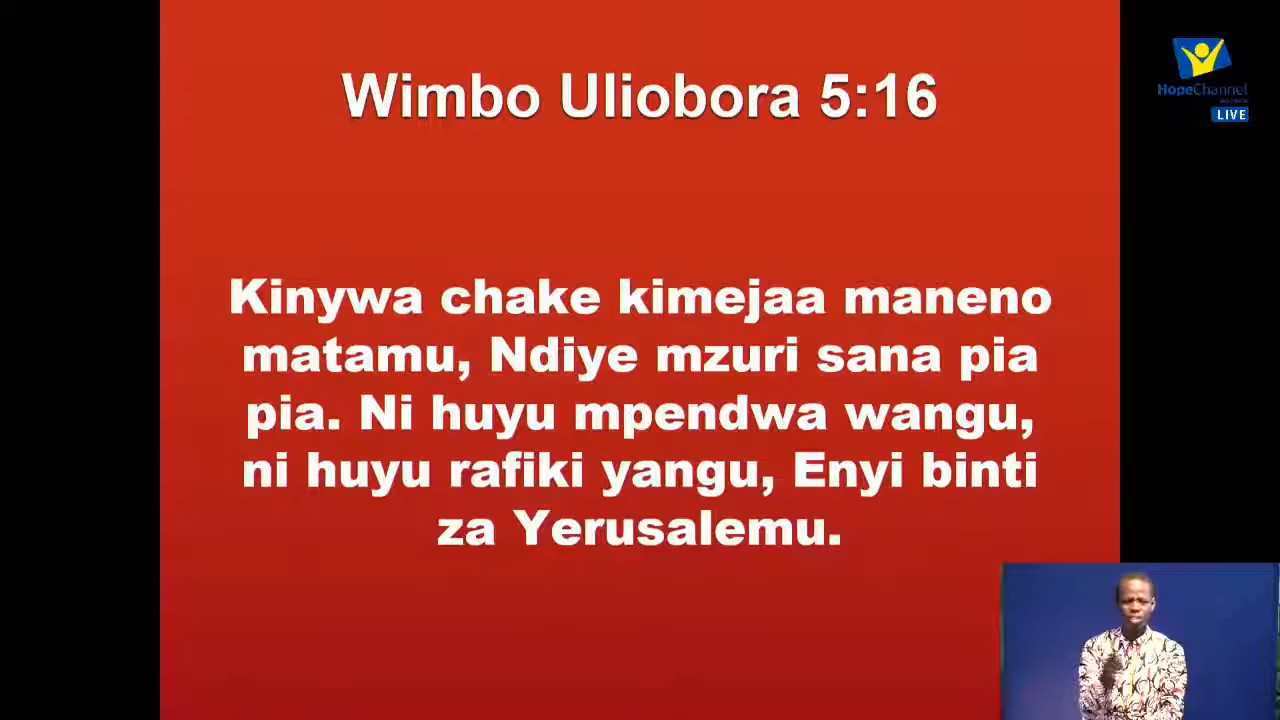 Wimbo Uliobora 5:16
HopeChannel
LIVE
Kinywa chake kimejaa maneno
matamu, Ndiye mzuri sana pia
pia. Ni huyu mpendwa wangu,
ni huyu rafiki yangu, Enyi binti
za Yerusalemu.